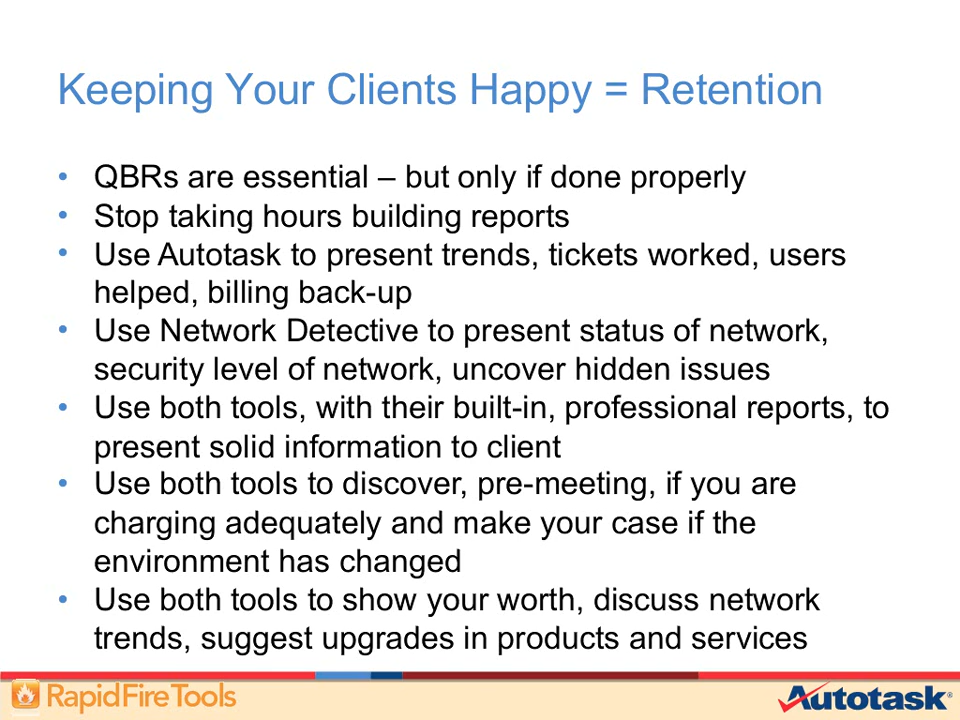 Keeping Your Clients Happy = Retention
• QBRs are essential – but only if done properly
• Stop taking hours building reports
• Use Autotask to present trends, tickets worked, users
helped, billing back-up
• Use Network Detective to present status of network,
security level of network, uncover hidden issues
• Use both tools, with their built-in, professional reports, to
present solid information to client
• Use both tools to discover, pre-meeting, if you are
charging adequately and make your case if the
environment has changed
• Use both tools to show your worth, discuss network
trends, suggest upgrades in products and services
RapidFireTools
Autotask®